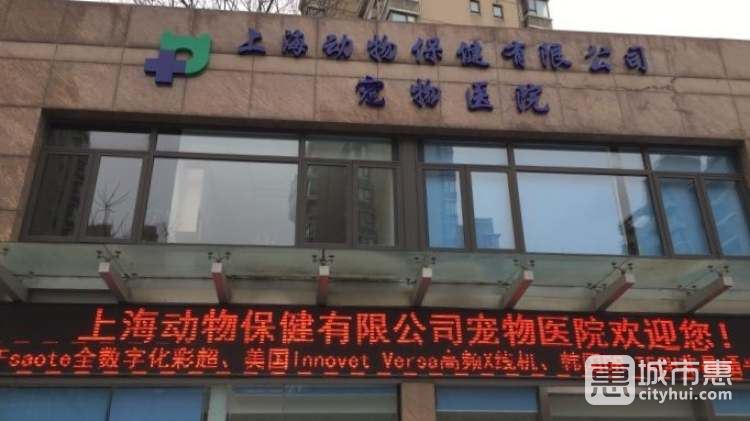 上海动物保健有限公司
宠物医院
上海动物保健有限公司宠物医院欢迎您!
Esaote全数字化彩超、美国Innovet Versa高频X线机、韩国
惠 城市惠
cityhui.com